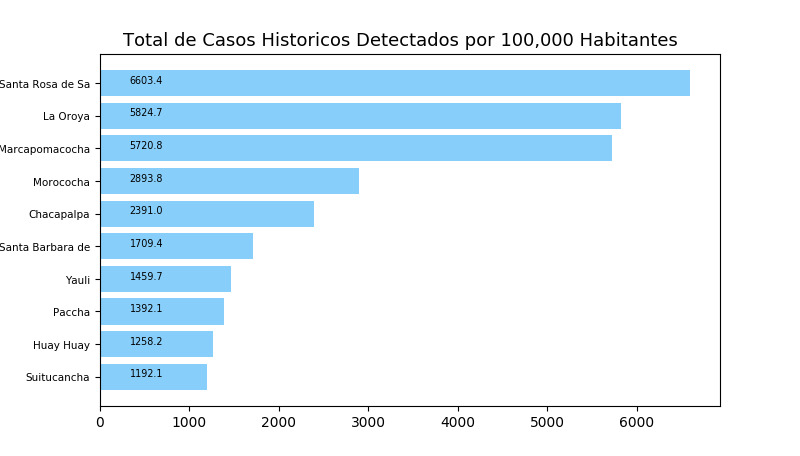 Total de Casos Historicos Detectados por 100,000 Habitantes
Santa Rosa de Sa 6603.4
La Oroya 5824.7
Marcapomacocha 5720.8
Morococha 2893.8
Chacapalpa 2391.0
Santa Barbara de 1709.4
Yauli 1459.7
Paccha 1392.1
Huay Huay 1258.2
Suitucancha 1192.1
0 1000 2000 3000 4000 5000 6000